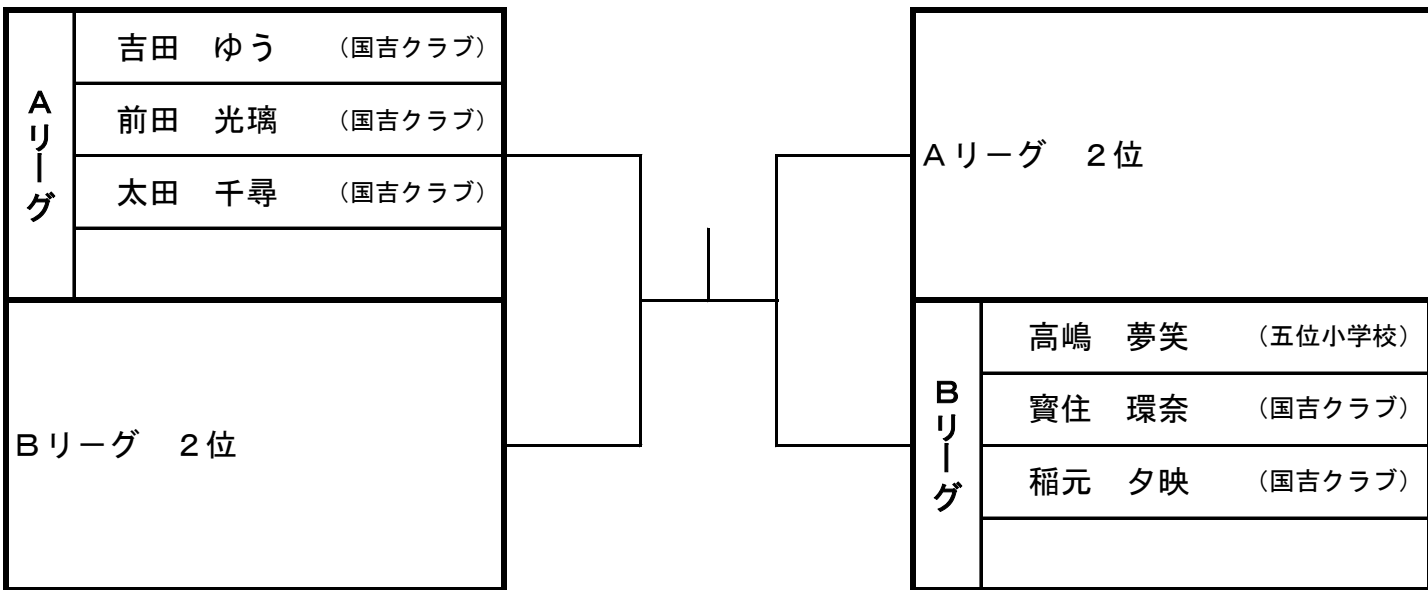 Aリーグ
吉田　ゆう　（国吉クラブ）
前田　光璃　（国吉クラブ）
太田　千尋　（国吉クラブ）
Bリーグ　２位
Aリーグ　２位
Bリーグ
高嶋　夢笑　（五位小学校）
寳住　環奈　（国吉クラブ）
稲元　夕映　（国吉クラブ）